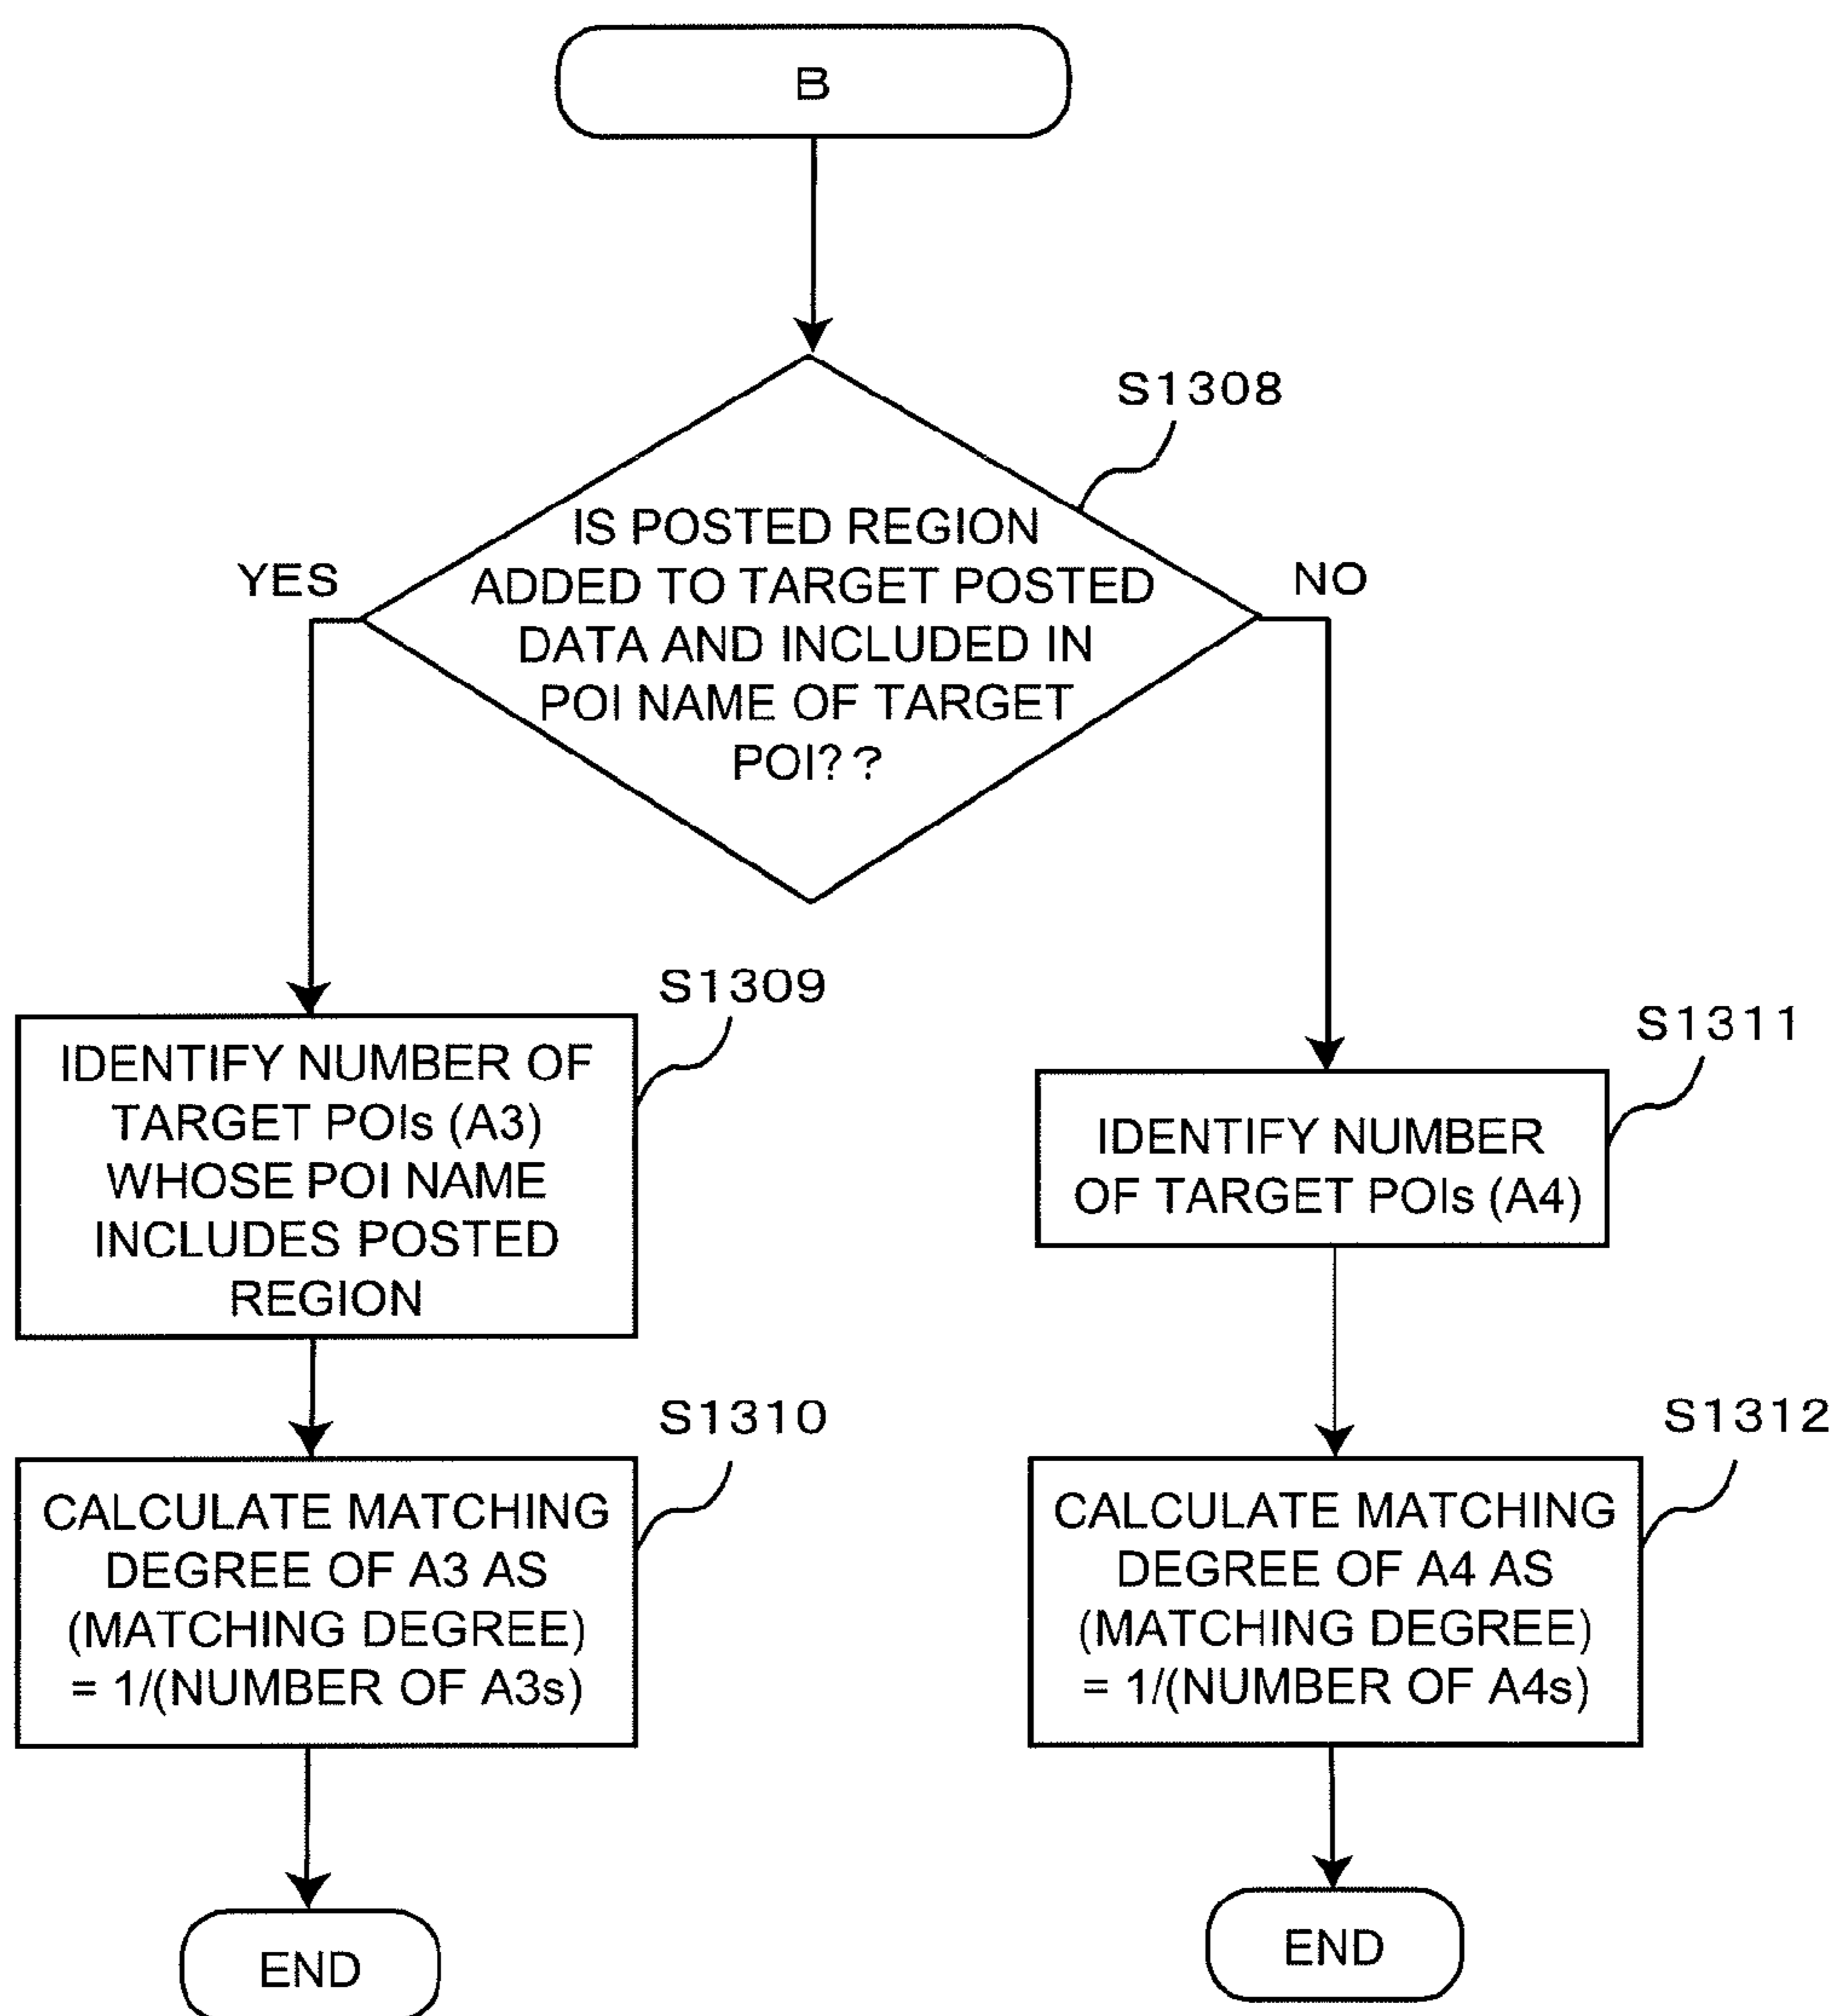 B
S1308
IS POSTED REGION
ADDED TO TARGET POSTED
DATA AND INCLUDED IN
POI NAME OF TARGET
POI??
YES
NO
S1309
IDENTIFY NUMBER OF
TARGET POIs (A3)
WHOSE POI NAME
INCLUDES POSTED
REGION
S1311
IDENTIFY NUMBER
OF TARGET POIs (A4)
S1310
CALCULATE MATCHING
DEGREE OF A3 AS
(MATCHING DEGREE)
= 1/(NUMBER OF A3s)
S1312
CALCULATE MATCHING
DEGREE OF A4 AS
(MATCHING DEGREE)
= 1/(NUMBER OF A4s)
END
END